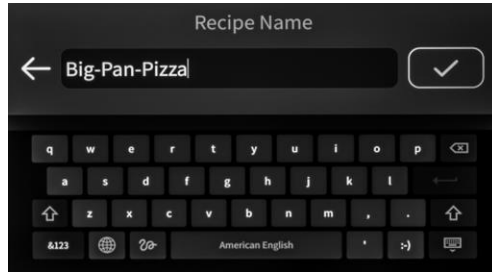 Recipe Name
Big-Pan-Pizza
q w e r t y u i o p
a s d f g h j k l
z x c v b n m , .
&123 American English ' :-)